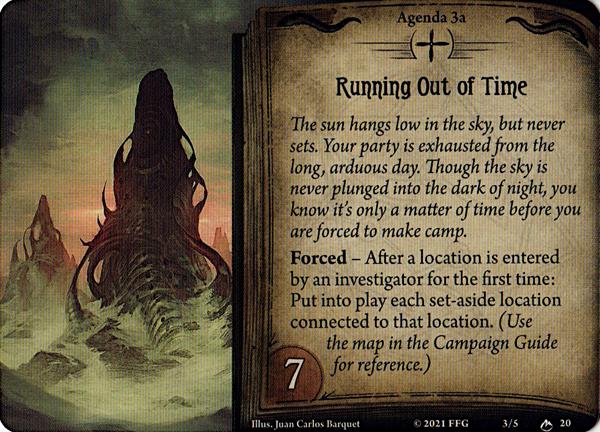 Agenda 3a
Running Out of Time
The sun hangs low in the sky, but never
sets. Your party is exhausted from the
long, arduous day. Though the sky is
never plunged into the dark of night, you
know it's only a matter of time before you
are forced to make camp.
Forced – After a location is entered
by an investigator for the first time:
Put into play each set-aside location
connected to that location. (Use
the map in the Campaign Guide
for reference.)
7
Illus. Juan Carlos Barquet © 2021 FFG 3/5 20